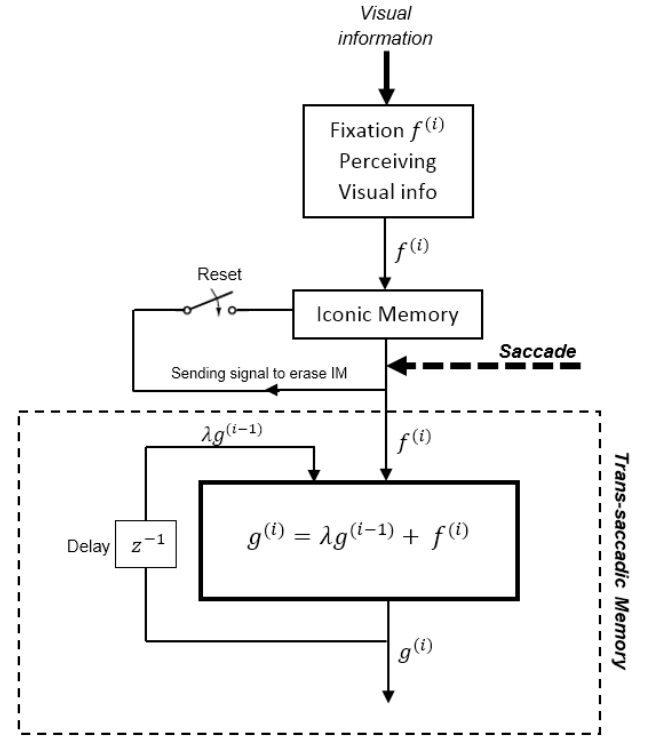 Visual
information
Fixation f^(i)
Perceiving
Visual info
f^(i)
Reset
Iconic Memory
Saccade
Sending signal to erase IM
λg^(i−1)
f^(i)
g^(i) = λg^(i−1) + f^(i)
Delay
z^−1
g^(i)
Trans-saccadic Memory